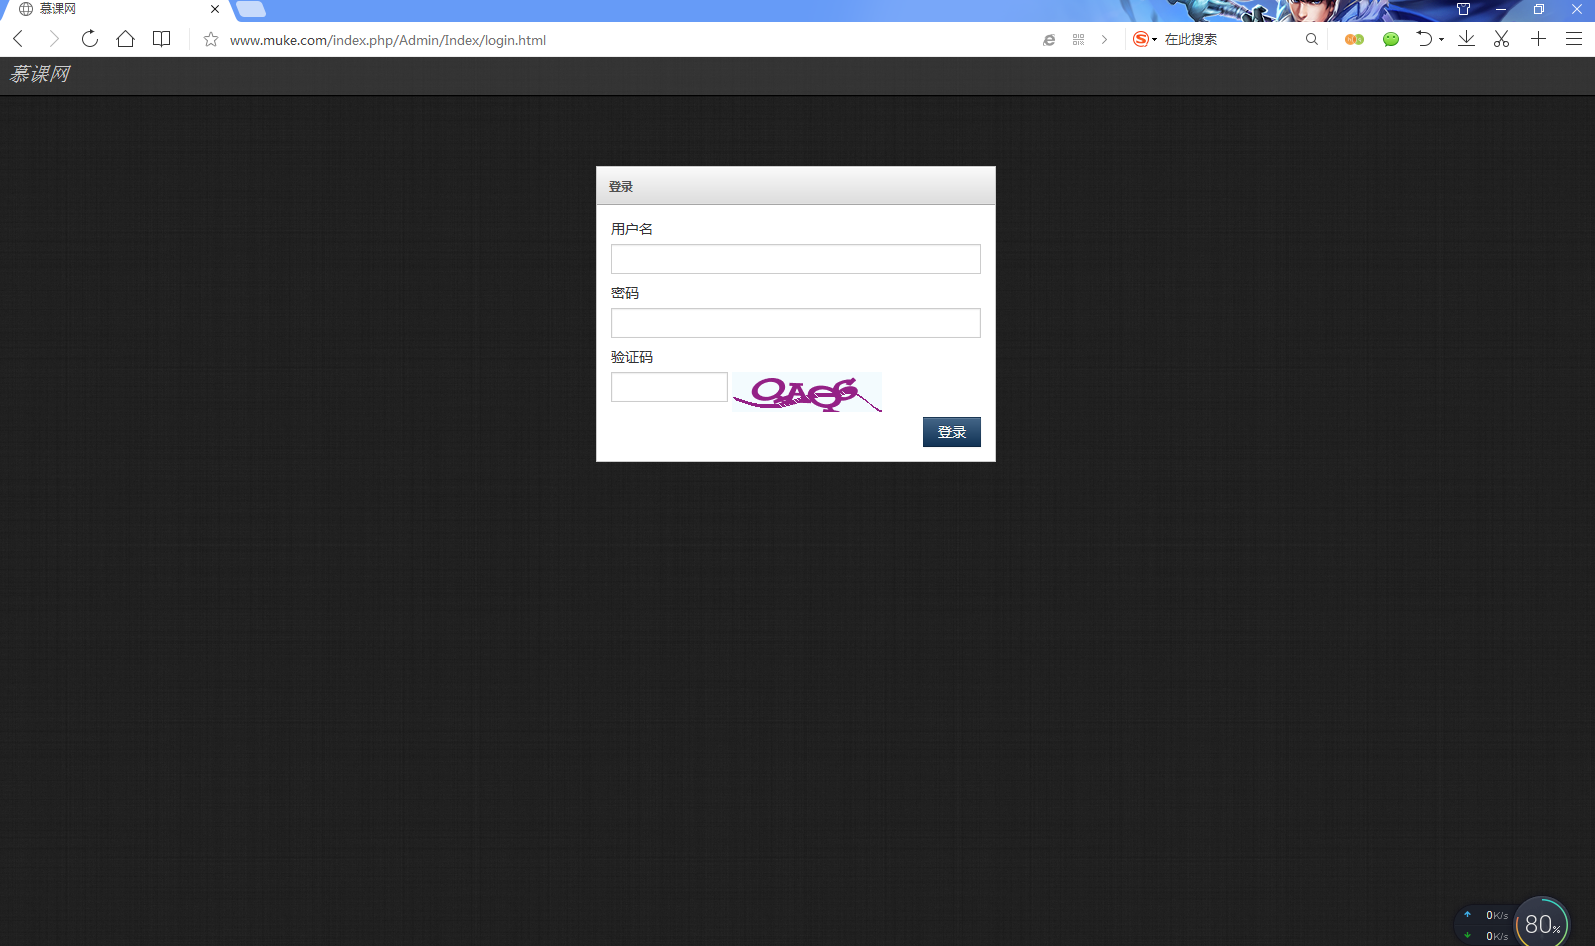 慕课网
www.muke.com/index.php/Admin/Index/login.html
在此搜索
慕课网
登录
用户名
密码
验证码
QAQS
登录
0K/s
80%
0K/s